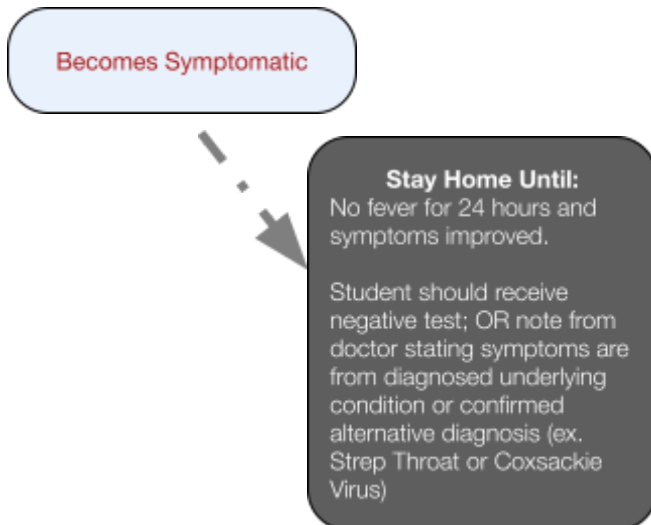 Becomes Symptomatic
Stay Home Until:
No fever for 24 hours and
symptoms improved.
Student should receive
negative test; OR note from
doctor stating symptoms are
from diagnosed underlying
condition or confirmed
alternative diagnosis (ex.
Strep Throat or Coxsackie
Virus)